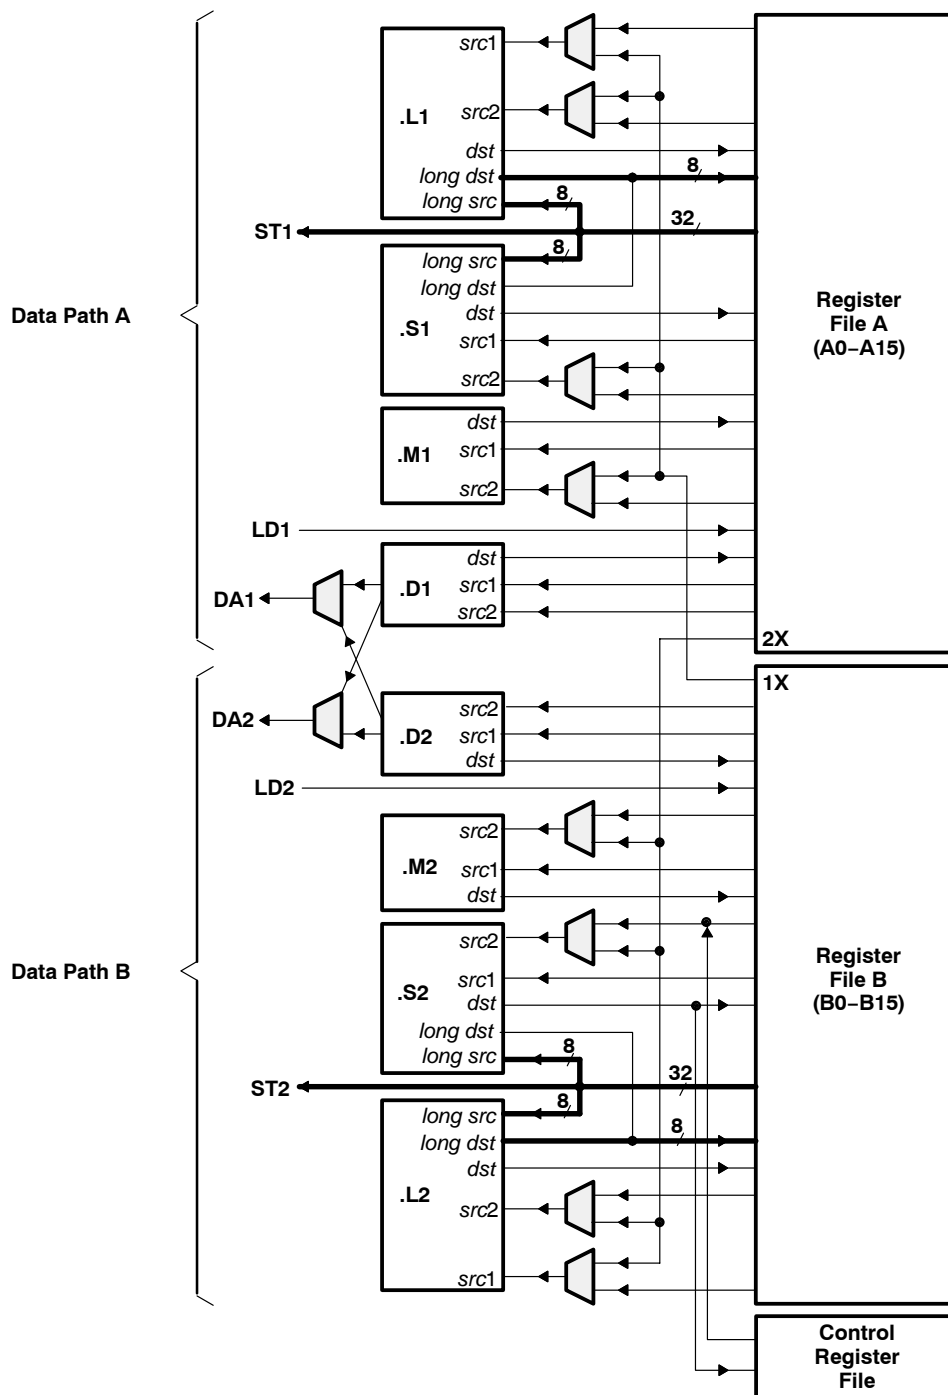 src1
.L1
src2
dst
long dst
8
long src
8
ST1
32
8
long src
long dst
dst
.S1
src1
src2
Data Path A
Register
File A
(A0–A15)
dst
.M1
src1
src2
LD1
dst
.D1
src1
src2
DA1
2X
1X
DA2
src2
.D2
src1
dst
LD2
src2
.M2
src1
dst
src2
.S2
src1
dst
long dst
long src
8
Data Path B
Register
File B
(B0–B15)
ST2
32
8
long src
long dst
8
dst
.L2
src2
src1
Control
Register
File